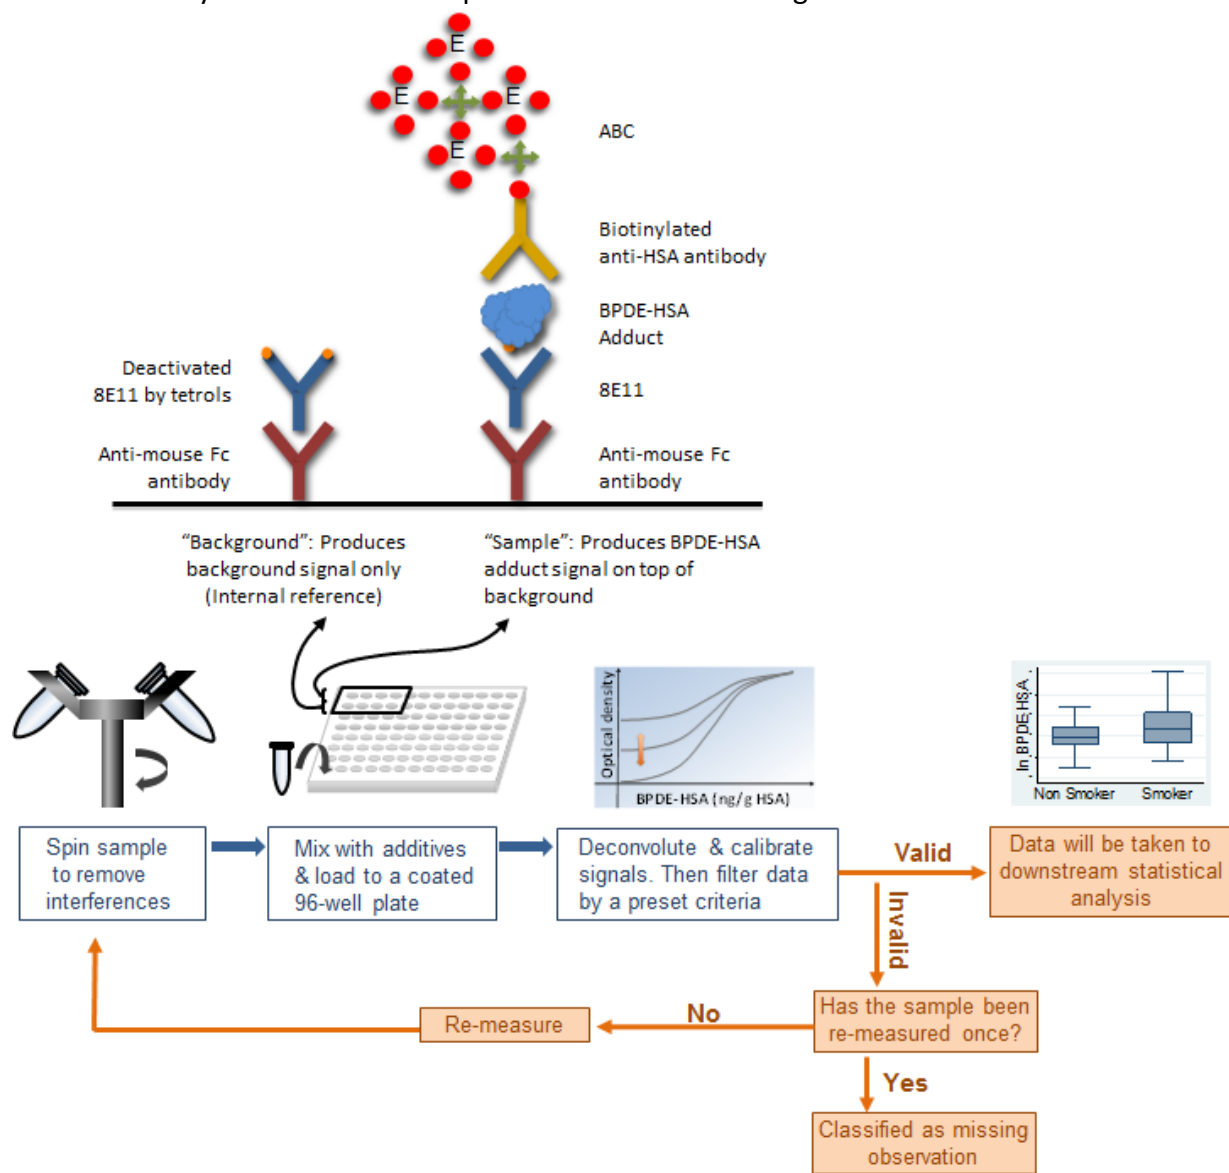 E
E
E
E
ABC
Biotinylated
anti-HSA antibody
BPDE-HSA
Adduct
Deactivated
8E11 by tetrols
8E11
Anti-mouse Fc
antibody
Anti-mouse Fc
antibody
“Background”: Produces
background signal only
(Internal reference)
“Sample”: Produces BPDE-HSA
adduct signal on top of
background
Optical density
BPDE-HSA (ng/g HSA)
ln BPDE HSA
Non Smoker
Smoker
Spin sample
to remove
interferences
Mix with additives
& load to a coated
96-well plate
Deconvolute & calibrate
signals. Then filter data
by a preset criteria
Valid
Data will be taken to
downstream statistical
analysis
Invalid
Has the sample been
re-measured once?
No
Re-measure
Yes
Classified as missing
observation